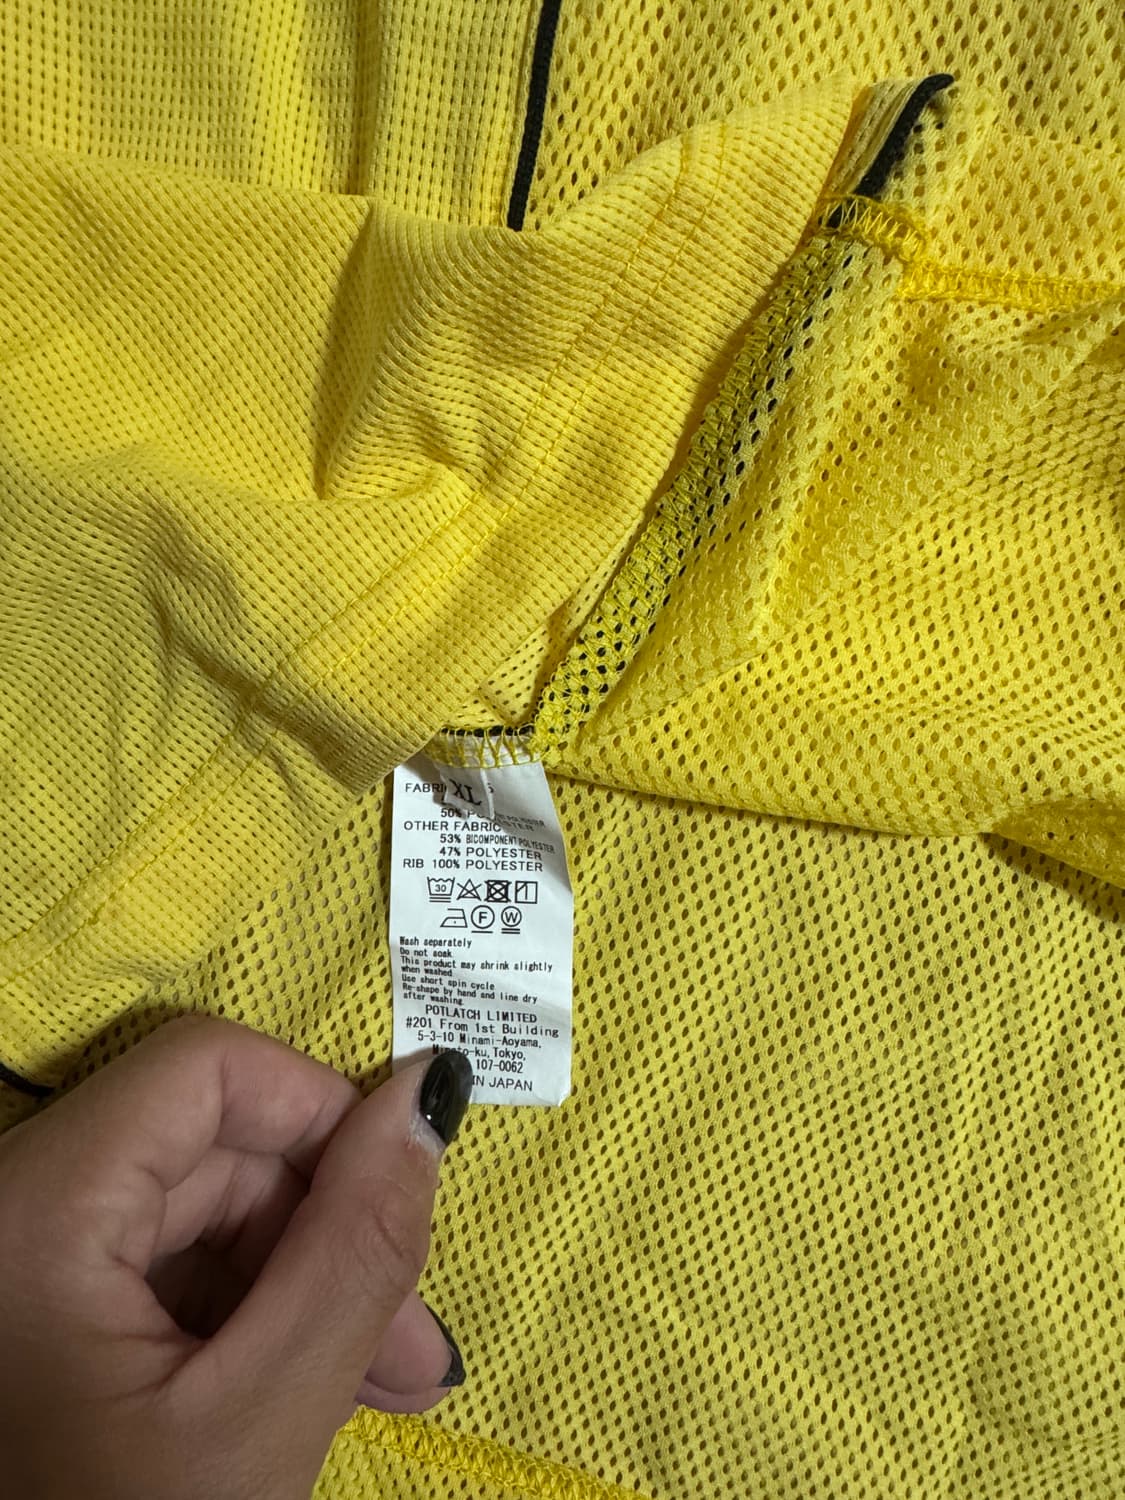 XL
50%
OTHER FABRIC
53% BICOMPONENT POLYESTER
47% POLYESTER
RIB 100% POLYESTER
30
F W
Wash separately
Do not soak
This product may shrink slightly
when washed
Use short spin cycle
Re-shape by hand and line dry
after washing
POTLATCH LIMITED
#201 From 1st Building
5-3-10 Minami-Aoyama,
-ku, Tokyo,
107-0062
IN JAPAN